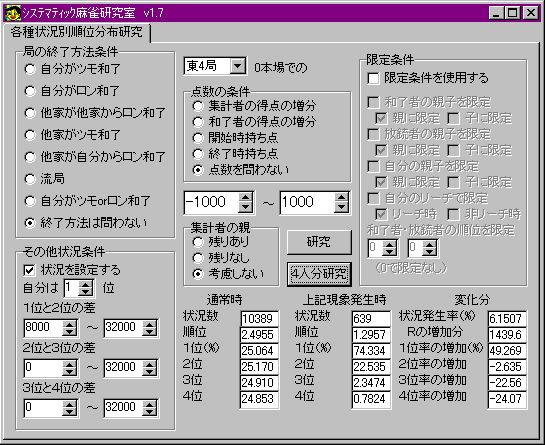 システマティック麻雀研究室　v1.7
各種状況別順位分布研究
局の終了方法条件
自分がツモ和了
自分がロン和了
他家が他家からロン和了
他家がツモ和了
他家が自分からロン和了
流局
自分がツモorロン和了
終了方法は問わない
その他状況条件
状況を設定する
自分は 1 位
1位と2位の差
8000 ～ 32000
2位と3位の差
0 ～ 32000
3位と4位の差
0 ～ 32000
東4局 0本場での
点数の条件
集計者の得点の増分
和了者の得点の増分
開始時持ち点
終了時持ち点
点数を問わない
-1000 ～ 1000
集計者の親
残りあり
残りなし
考慮しない
研究
4人分研究
限定条件
限定条件を使用する
和了者の親子を限定
親に限定 子に限定
放銃者の親子を限定
親に限定 子に限定
自分の親子を限定
親に限定 子に限定
自分のリーチで限定
リーチ時 非リーチ時
和了者・放銃者の順位を限定
0 0
（0で限定なし）
通常時
状況数 10389
順位 2.4955
1位(%) 25.064
2位 25.170
3位 24.910
4位 24.853
上記現象発生時
状況数 639
順位 1.2957
1位(%) 74.334
2位 22.535
3位 2.3474
4位 0.7824
変化分
状況発生率(%) 6.1507
Rの増加分 1439.6
1位率の増加(%) 49.269
2位率の増加 -2.635
3位率の増加 -22.56
4位率の増加 -24.07